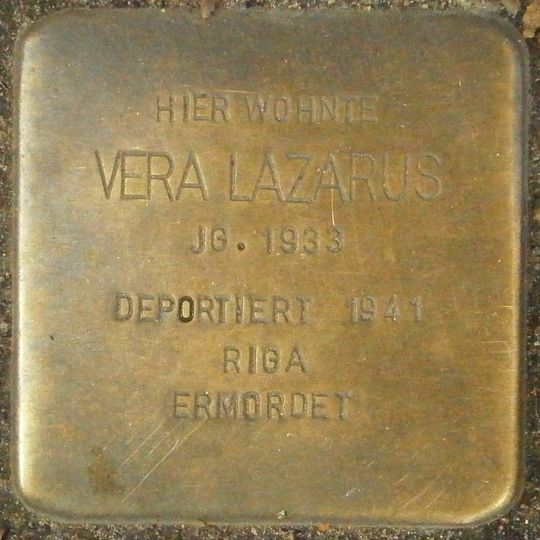 HIER WOHNTE
VERA LAZARUS
JG. 1933
DEPORTIERT 1941
RIGA
ERMORDET